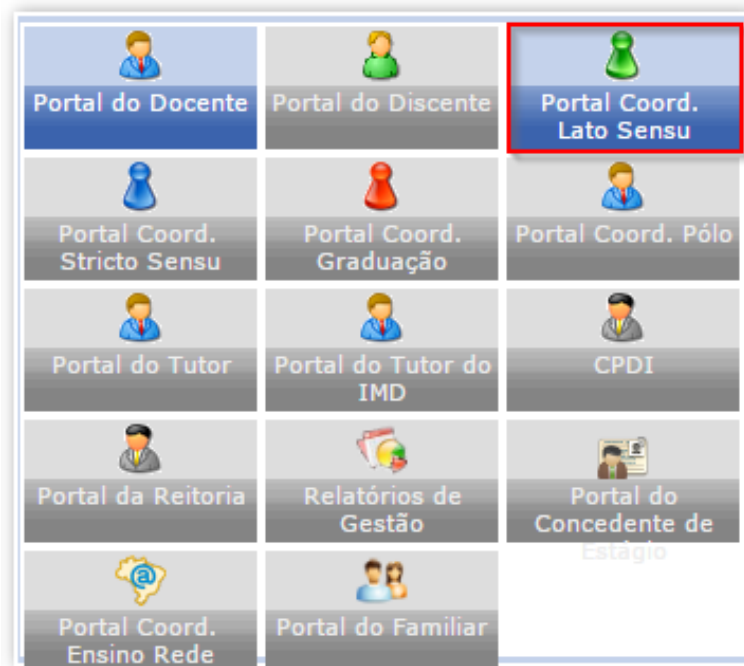 Portal do Docente
Portal do Discente
Portal Coord.
Lato Sensu
Portal Coord.
Stricto Sensu
Portal Coord.
Graduação
Portal Coord. Pólo
Portal do Tutor
Portal do Tutor do
IMD
CPDI
Portal da Reitoria
Relatórios de
Gestão
Portal do
Concedente de
Estágio
Portal Coord.
Ensino Rede
Portal do Familiar